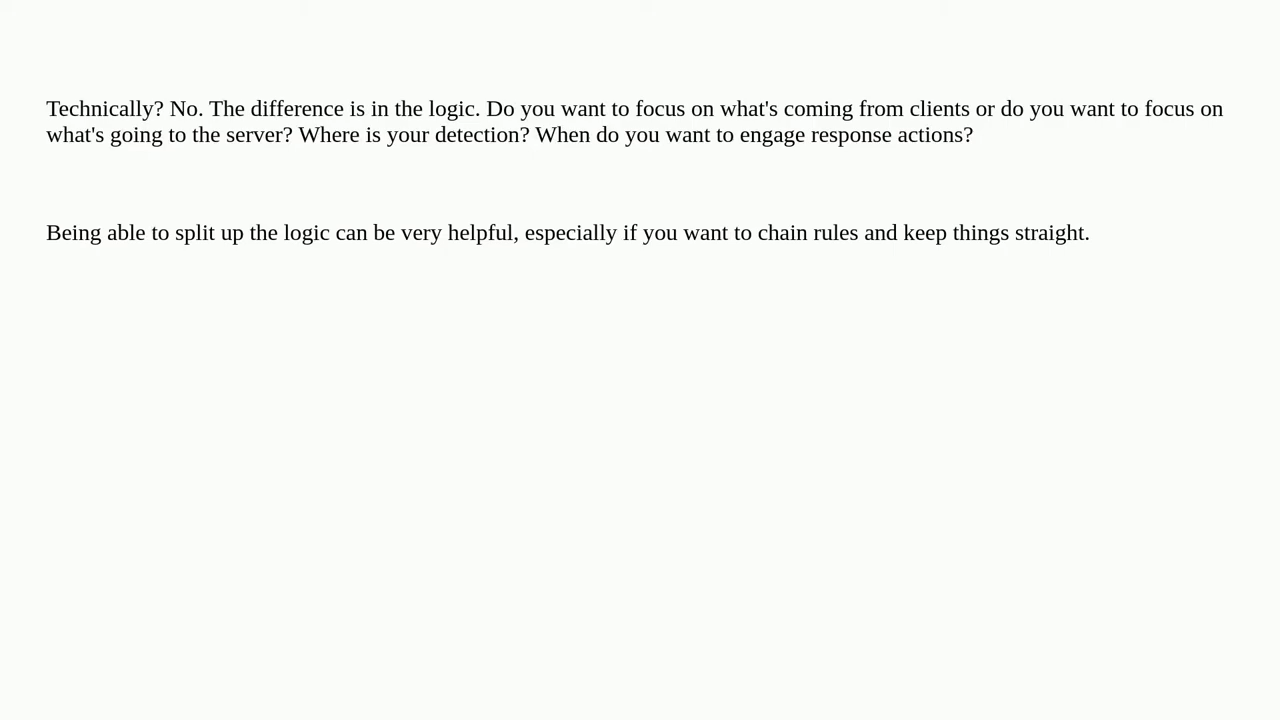 Technically? No. The difference is in the logic. Do you want to focus on what's coming from clients or do you want to focus on
what's going to the server? Where is your detection? When do you want to engage response actions?
Being able to split up the logic can be very helpful, especially if you want to chain rules and keep things straight.